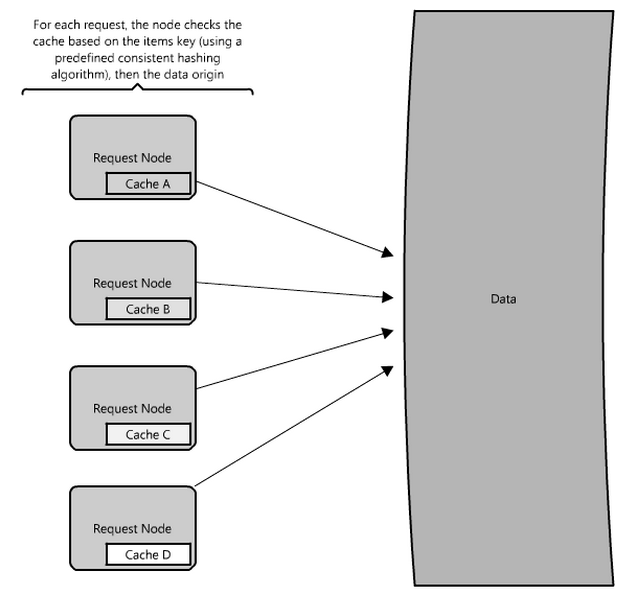 For each request, the node checks the
cache based on the items key (using a
predefined consistent hashing
algorithm), then the data origin
Request Node
Cache A
Request Node
Cache B
Data
Request Node
Cache C
Request Node
Cache D